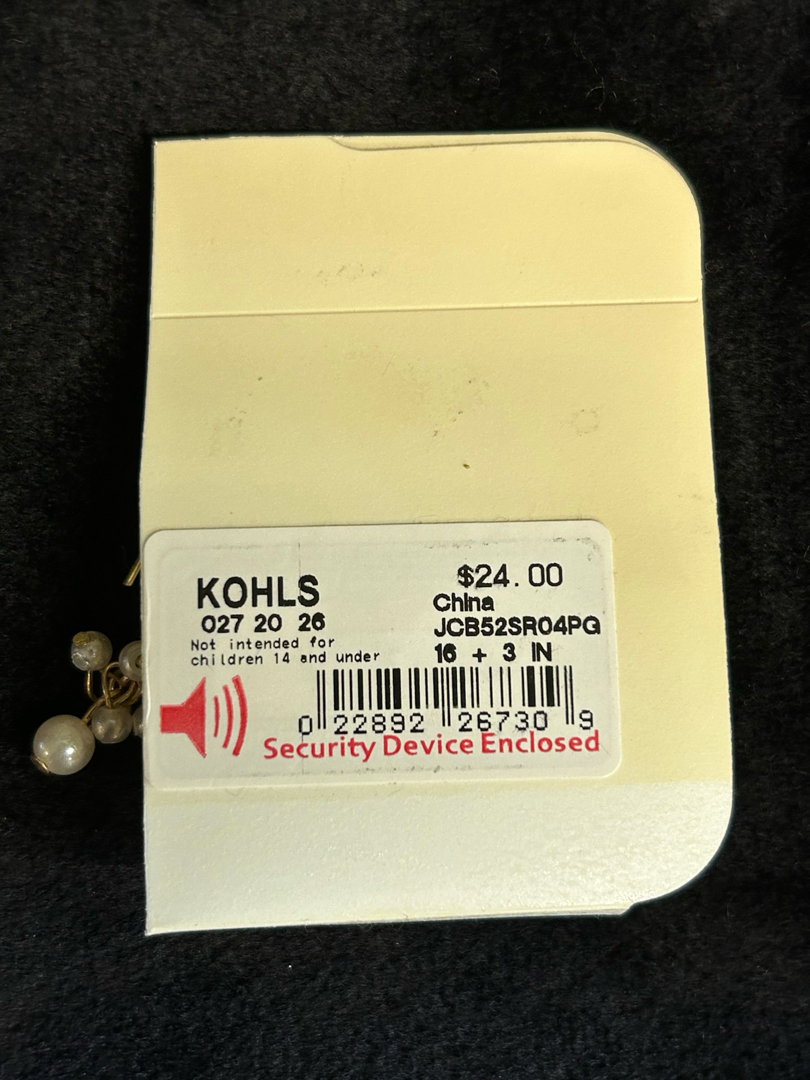 KOHLS
027 20 26
Not intended for
children 14 and under
$24.00
China
JCB52SR04PG
16 + 3 IN
0 22892 26730 9
Security Device Enclosed